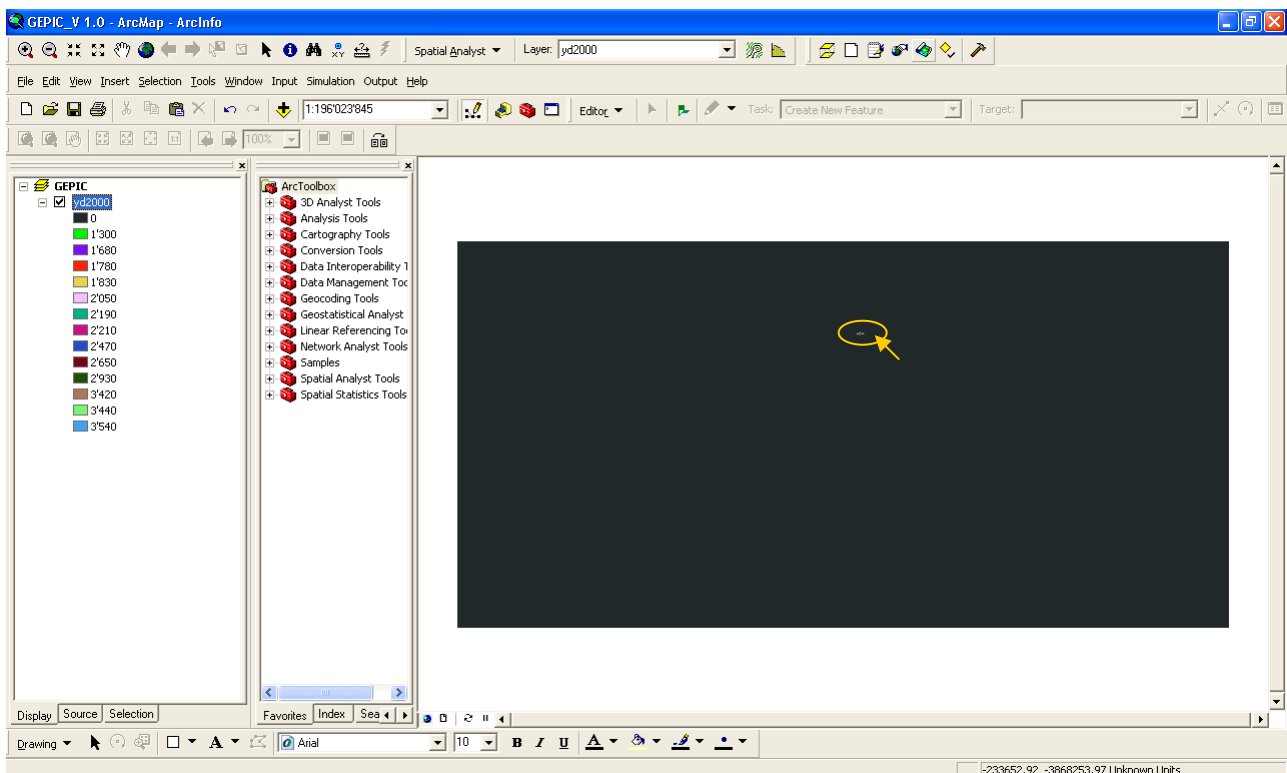 GEPIC_V 1.0 - ArcMap - ArcInfo
Spatial Analyst Layer: yd2000
File Edit View Insert Selection Tools Window Input Simulation Output Help
1:196'023'845 Editor Task: Create New Feature Target:
100%
GEPIC
yd2000
0
1'300
1'680
1'780
1'830
2'050
2'190
2'210
2'470
2'650
2'930
3'420
3'440
3'540
ArcToolbox
3D Analyst Tools
Analysis Tools
Cartography Tools
Conversion Tools
Data Interoperability T
Data Management Toc
Geocoding Tools
Geostatistical Analyst
Linear Referencing To
Network Analyst Tools
Samples
Spatial Analyst Tools
Spatial Statistics Tools
Display Source Selection
Favorites Index Sea
Drawing A Arial 10 B I U A
-233652.92 -3868253.97 Unknown Units